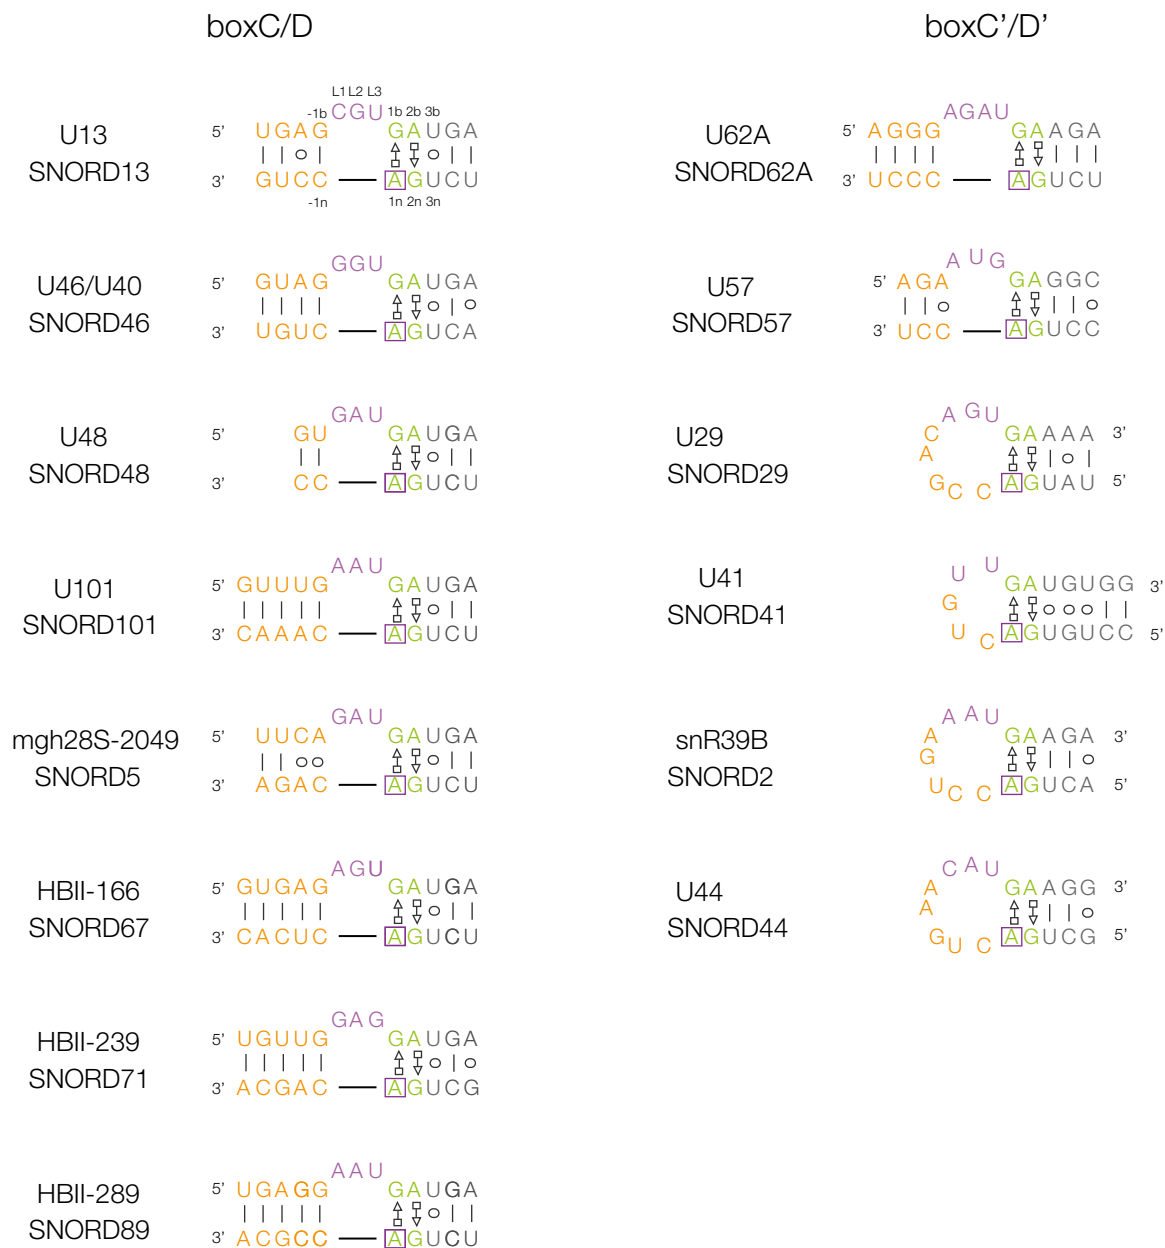 boxC/D
boxC’/D’
U13
SNORD13
L1 L2 L3
-1b CGU 1b 2b 3b
5’ UGAG GAUGA
3’ GUCC AGUCU
-1n 1n 2n 3n
U62A
SNORD62A
AGAU
5’ AGGG GAAGA
3’ UCCC AGUCU
U46/U40
SNORD46
GGU
5’ GUAG GAUGA
3’ UGUC AGUCA
U57
SNORD57
AUG
5’ AGA GAGGC
3’ UCC AGUCC
U48
SNORD48
GAU
5’ GU GAUGA
3’ CC AGUCU
U29
SNORD29
AGU
C GAAAA 3’
A
GCC AGUAU 5’
U101
SNORD101
AAU
5’ GUUUG GAUGA
3’ CAAAC AGUCU
U41
SNORD41
UU GAUGUGG 3’
G
UC AGUGUCC 5’
mgh28S-2049
SNORD5
GAU
5’ UUCA GAUGA
3’ AGAC AGUCU
snR39B
SNORD2
AAU
A GAAGA 3’
G
UCC AGUCA 5’
HBII-166
SNORD67
AGU
5’ GUGAG GAUGA
3’ CACUC AGUCU
U44
SNORD44
CAU
A GAAGG 3’
A
GUC AGUCG 5’
HBII-239
SNORD71
GAG
5’ UGUUG GAUGA
3’ ACGAC AGUCG
HBII-289
SNORD89
AAU
5’ UGAGG GAUGA
3’ ACGCC AGUCU